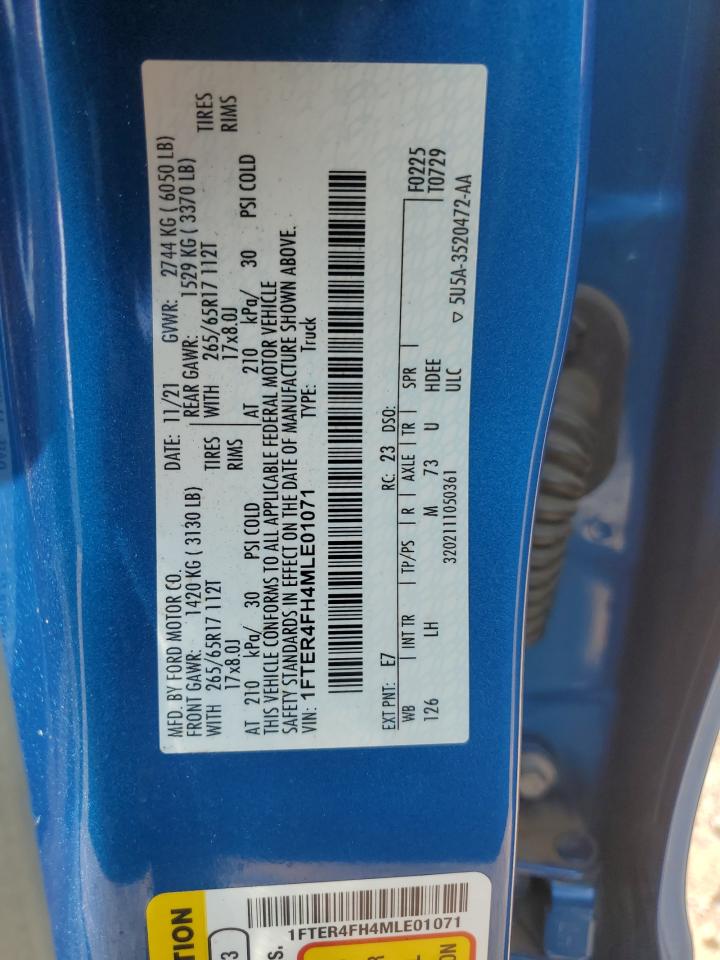 MFD. BY FORD MOTOR CO. DATE: 11/21 GVWR: 2744 KG ( 6050 LB)
FRONT GAWR: 1420 KG ( 3130 LB) REAR GAWR: 1529 KG ( 3370 LB)
WITH 265/65R17 112T TIRES WITH 265/65R17 112T TIRES
17x8.0J RIMS 17x8.0J RIMS
AT 210 kPa/ 30 PSI COLD AT 210 kPa/ 30 PSI COLD
THIS VEHICLE CONFORMS TO ALL APPLICABLE FEDERAL MOTOR VEHICLE
SAFETY STANDARDS IN EFFECT ON THE DATE OF MANUFACTURE SHOWN ABOVE.
VIN: 1FTER4FH4MLE01071 TYPE: Truck
EXT PNT: E7 RC: 23 DSO: F0225
WB INT TR TP/PS R AXLE TR SPR T0729
126 LH M 73 U HDEE
3202111050361 ULC ▽ 5U5A-3520472-AA
TION
3
S.
1FTER4FH4MLE01071
R
L
ON